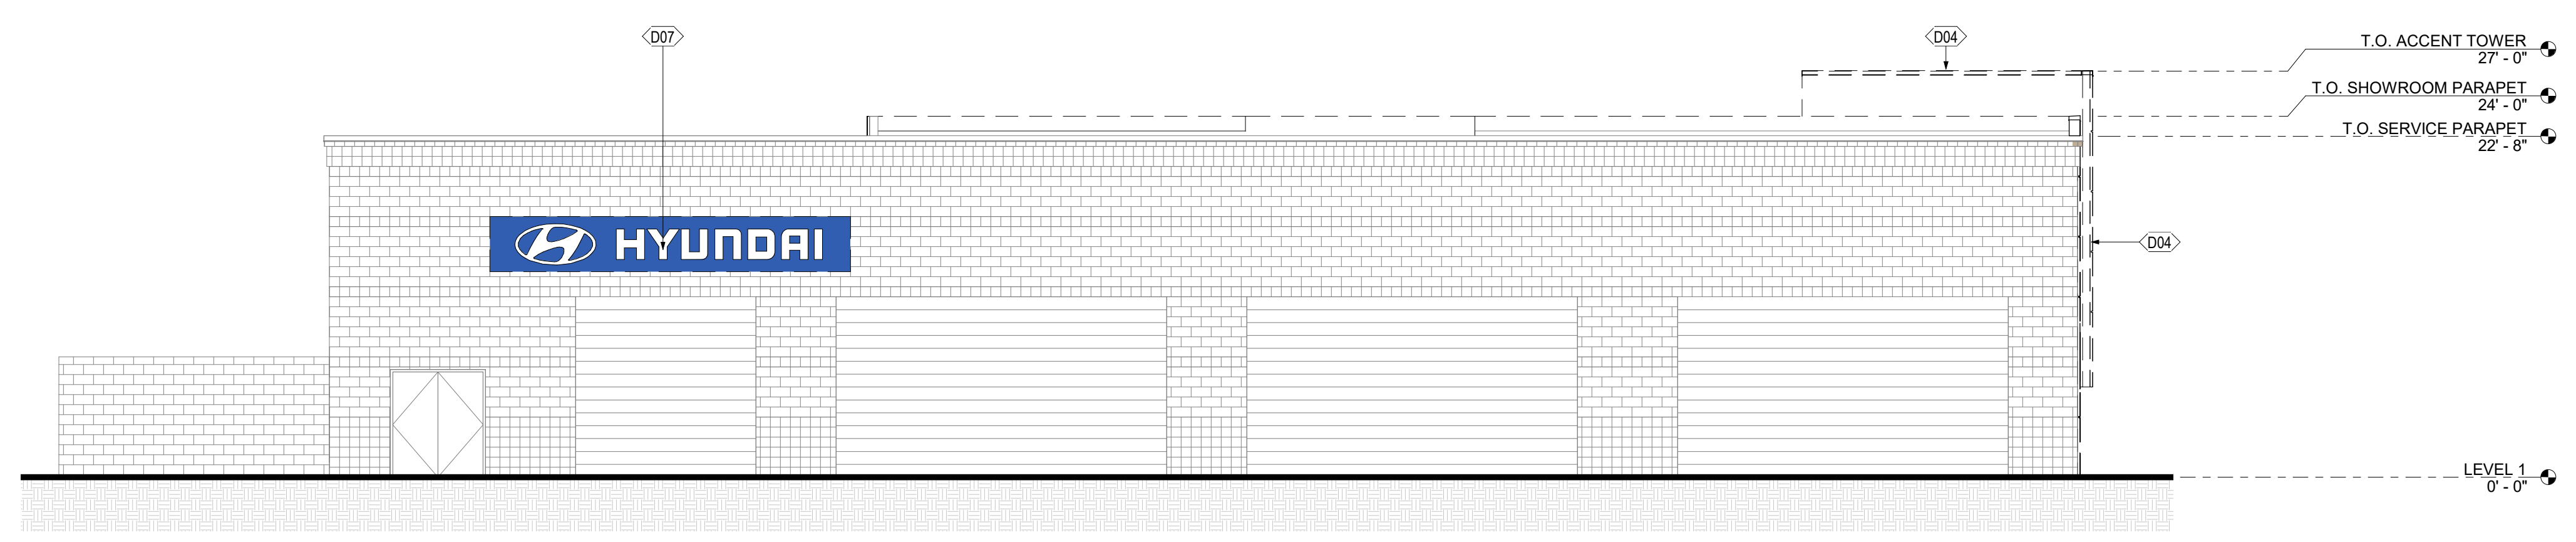 D07
D04
T.O. ACCENT TOWER
27' - 0"
T.O. SHOWROOM PARAPET
24' - 0"
T.O. SERVICE PARAPET
22' - 8"
HYUNDAI
D04
LEVEL 1
0' - 0"